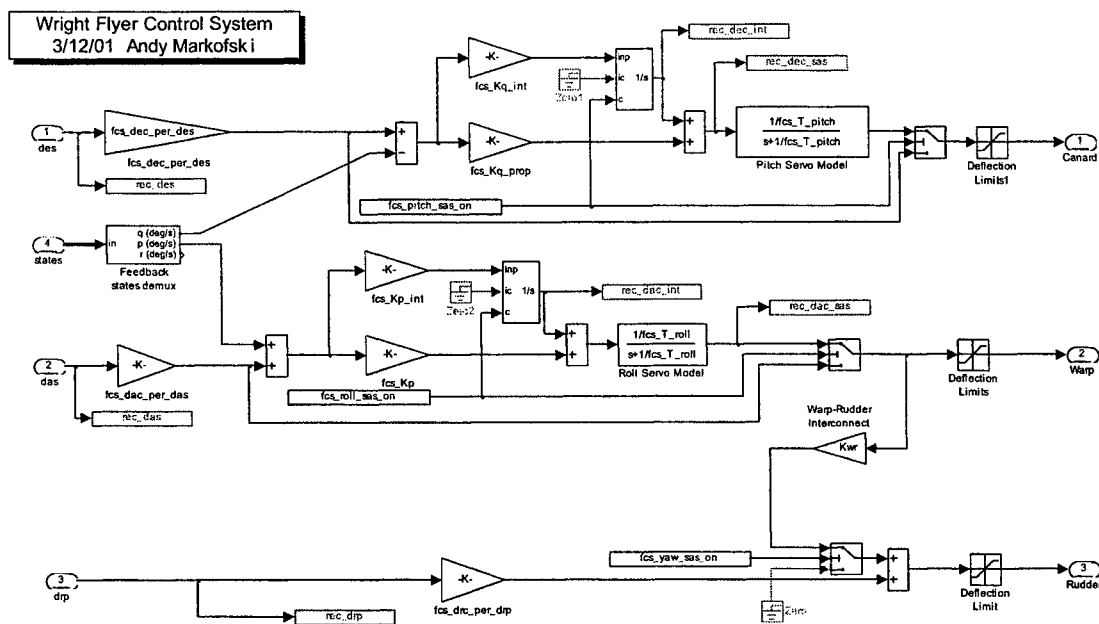 Wright Flyer Control System
3/12/01 Andy Markofski
rec_dec_int
-K-
fcs_Kq_int
inp
ic 1/s
c
Zero1
rec_dec_sas
1
des
fcs_dec_per_des
fcs_dec_per_des
rec_des
+
-
-K-
fcs_Kq_prop
+
+
1/fcs_T_pitch
s+1/fcs_T_pitch
Pitch Servo Model
Deflection
Limits1
1
Canard
fcs_pitch_sas_on
4
states
in
q (deg/s)
p (deg/s)
r (deg/s)
Feedback
states demux
-K-
fcs_Kp_int
inp
ic 1/s
c
Zero2
rec_dac_int
rec_dac_sas
2
das
-K-
fcs_dac_per_das
rec_das
+
+
-K-
fcs_Kp
+
+
1/fcs_T_roll
s+1/fcs_T_roll
Roll Servo Model
Deflection
Limits
2
Warp
fcs_roll_sas_on
Warp-Rudder
Interconnect
Kwr
3
drp
-K-
fcs_drc_per_drp
rec_drp
fcs_yaw_sas_on
Zero
+
+
Deflection
Limit
3
Rudder